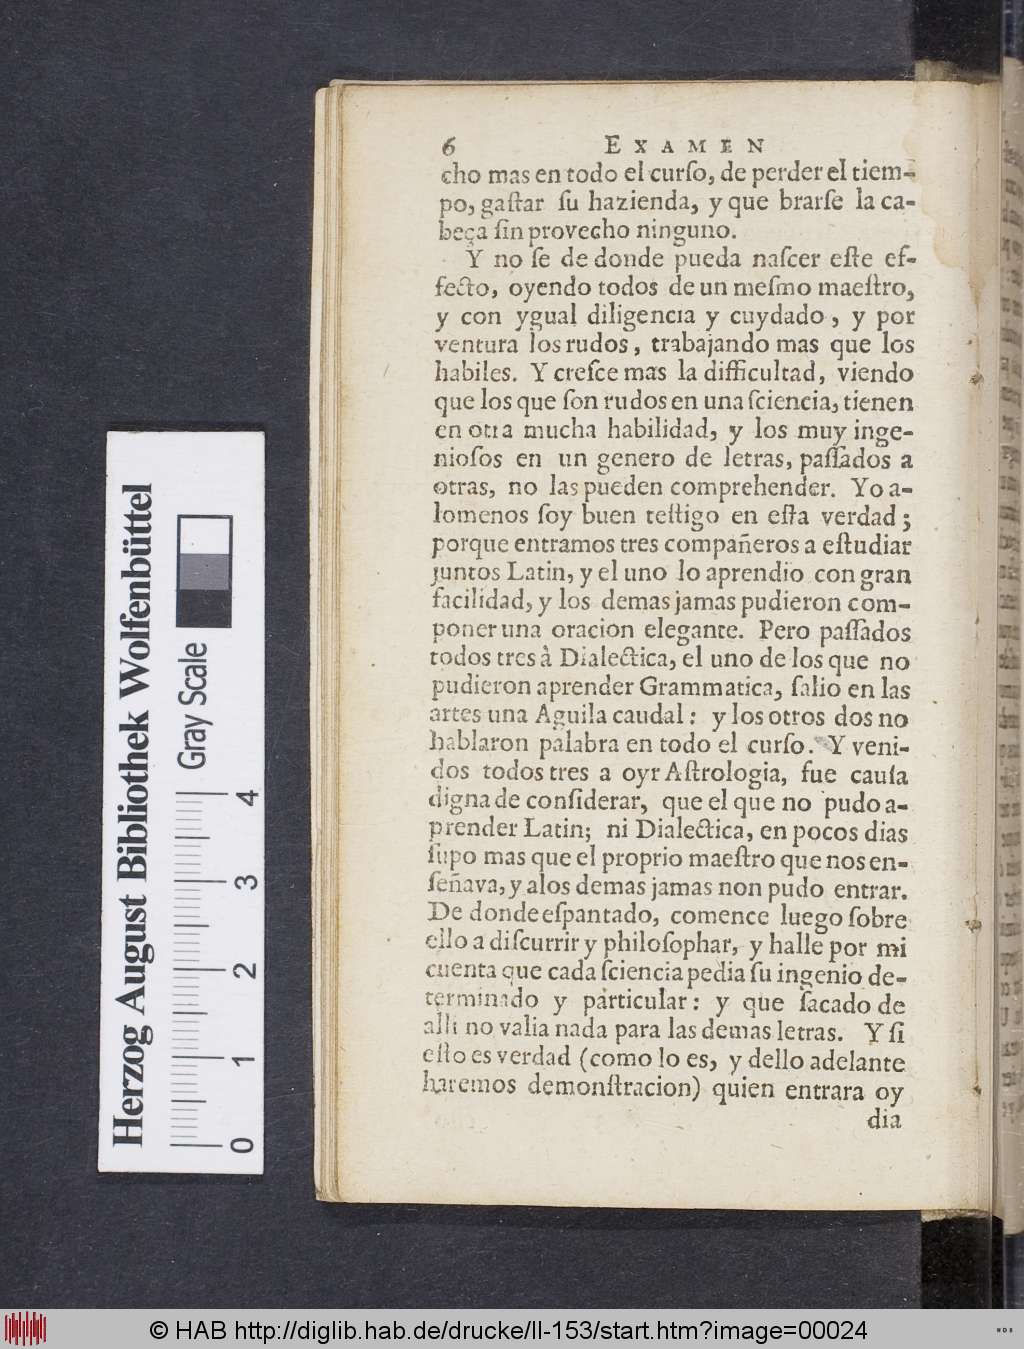 6 EXAMEN
cho mas en todo el curſo, de perder el tiem-
po, gaſtar ſu hazienda, y que brarſe la ca-
beça ſin provecho ninguno.
Y no ſe de donde pueda naſcer eſte ef-
fecto, oyendo todos de un meſmo maeſtro,
y con ygual diligencia y cuydado, y por
ventura los rudos, trabajando mas que los
habiles. Y creſce mas la difficultad, viendo
que los que ſon rudos en una ſciencia, tienen
en otra mucha habilidad, y los muy inge-
nioſos en un genero de letras, paſſados a
otras, no las pueden comprehender. Yo a-
lomenos ſoy buen teſtigo en eſta verdad;
porque entramos tres compañeros a eſtudiar
juntos Latin, y el uno lo aprendio con gran
facilidad, y los demas jamas pudieron com-
poner una oracion elegante. Pero paſſados
todos tres à Dialectica, el uno de los que no
pudieron aprender Grammatica, ſalio en las
artes una Aguila caudal: y los otros dos no
hablaron palabra en todo el curſo. Y veni-
dos todos tres a oyr Aſtrologia, fue cauſa
digna de conſiderar, que el que no pudo a-
prender Latin; ni Dialectica, en pocos dias
ſupo mas que el proprio maeſtro que nos en-
ſeñava, y alos demas jamas non pudo entrar.
De donde eſpantado, comence luego ſobre
ello a diſcurrir y philoſophar, y halle por mi
cuenta que cada ſciencia pedia ſu ingenio de-
terminado y particular: y que ſacado de
alli no valia nada para las demas letras. Y ſi
eſto es verdad (como lo es, y dello adelante
haremos demonſtracion) quien entrara oy
dia
Herzog August Bibliothek Wolfenbüttel
Gray Scale
0 1 2 3 4
© HAB http://diglib.hab.de/drucke/ll-153/start.htm?image=00024